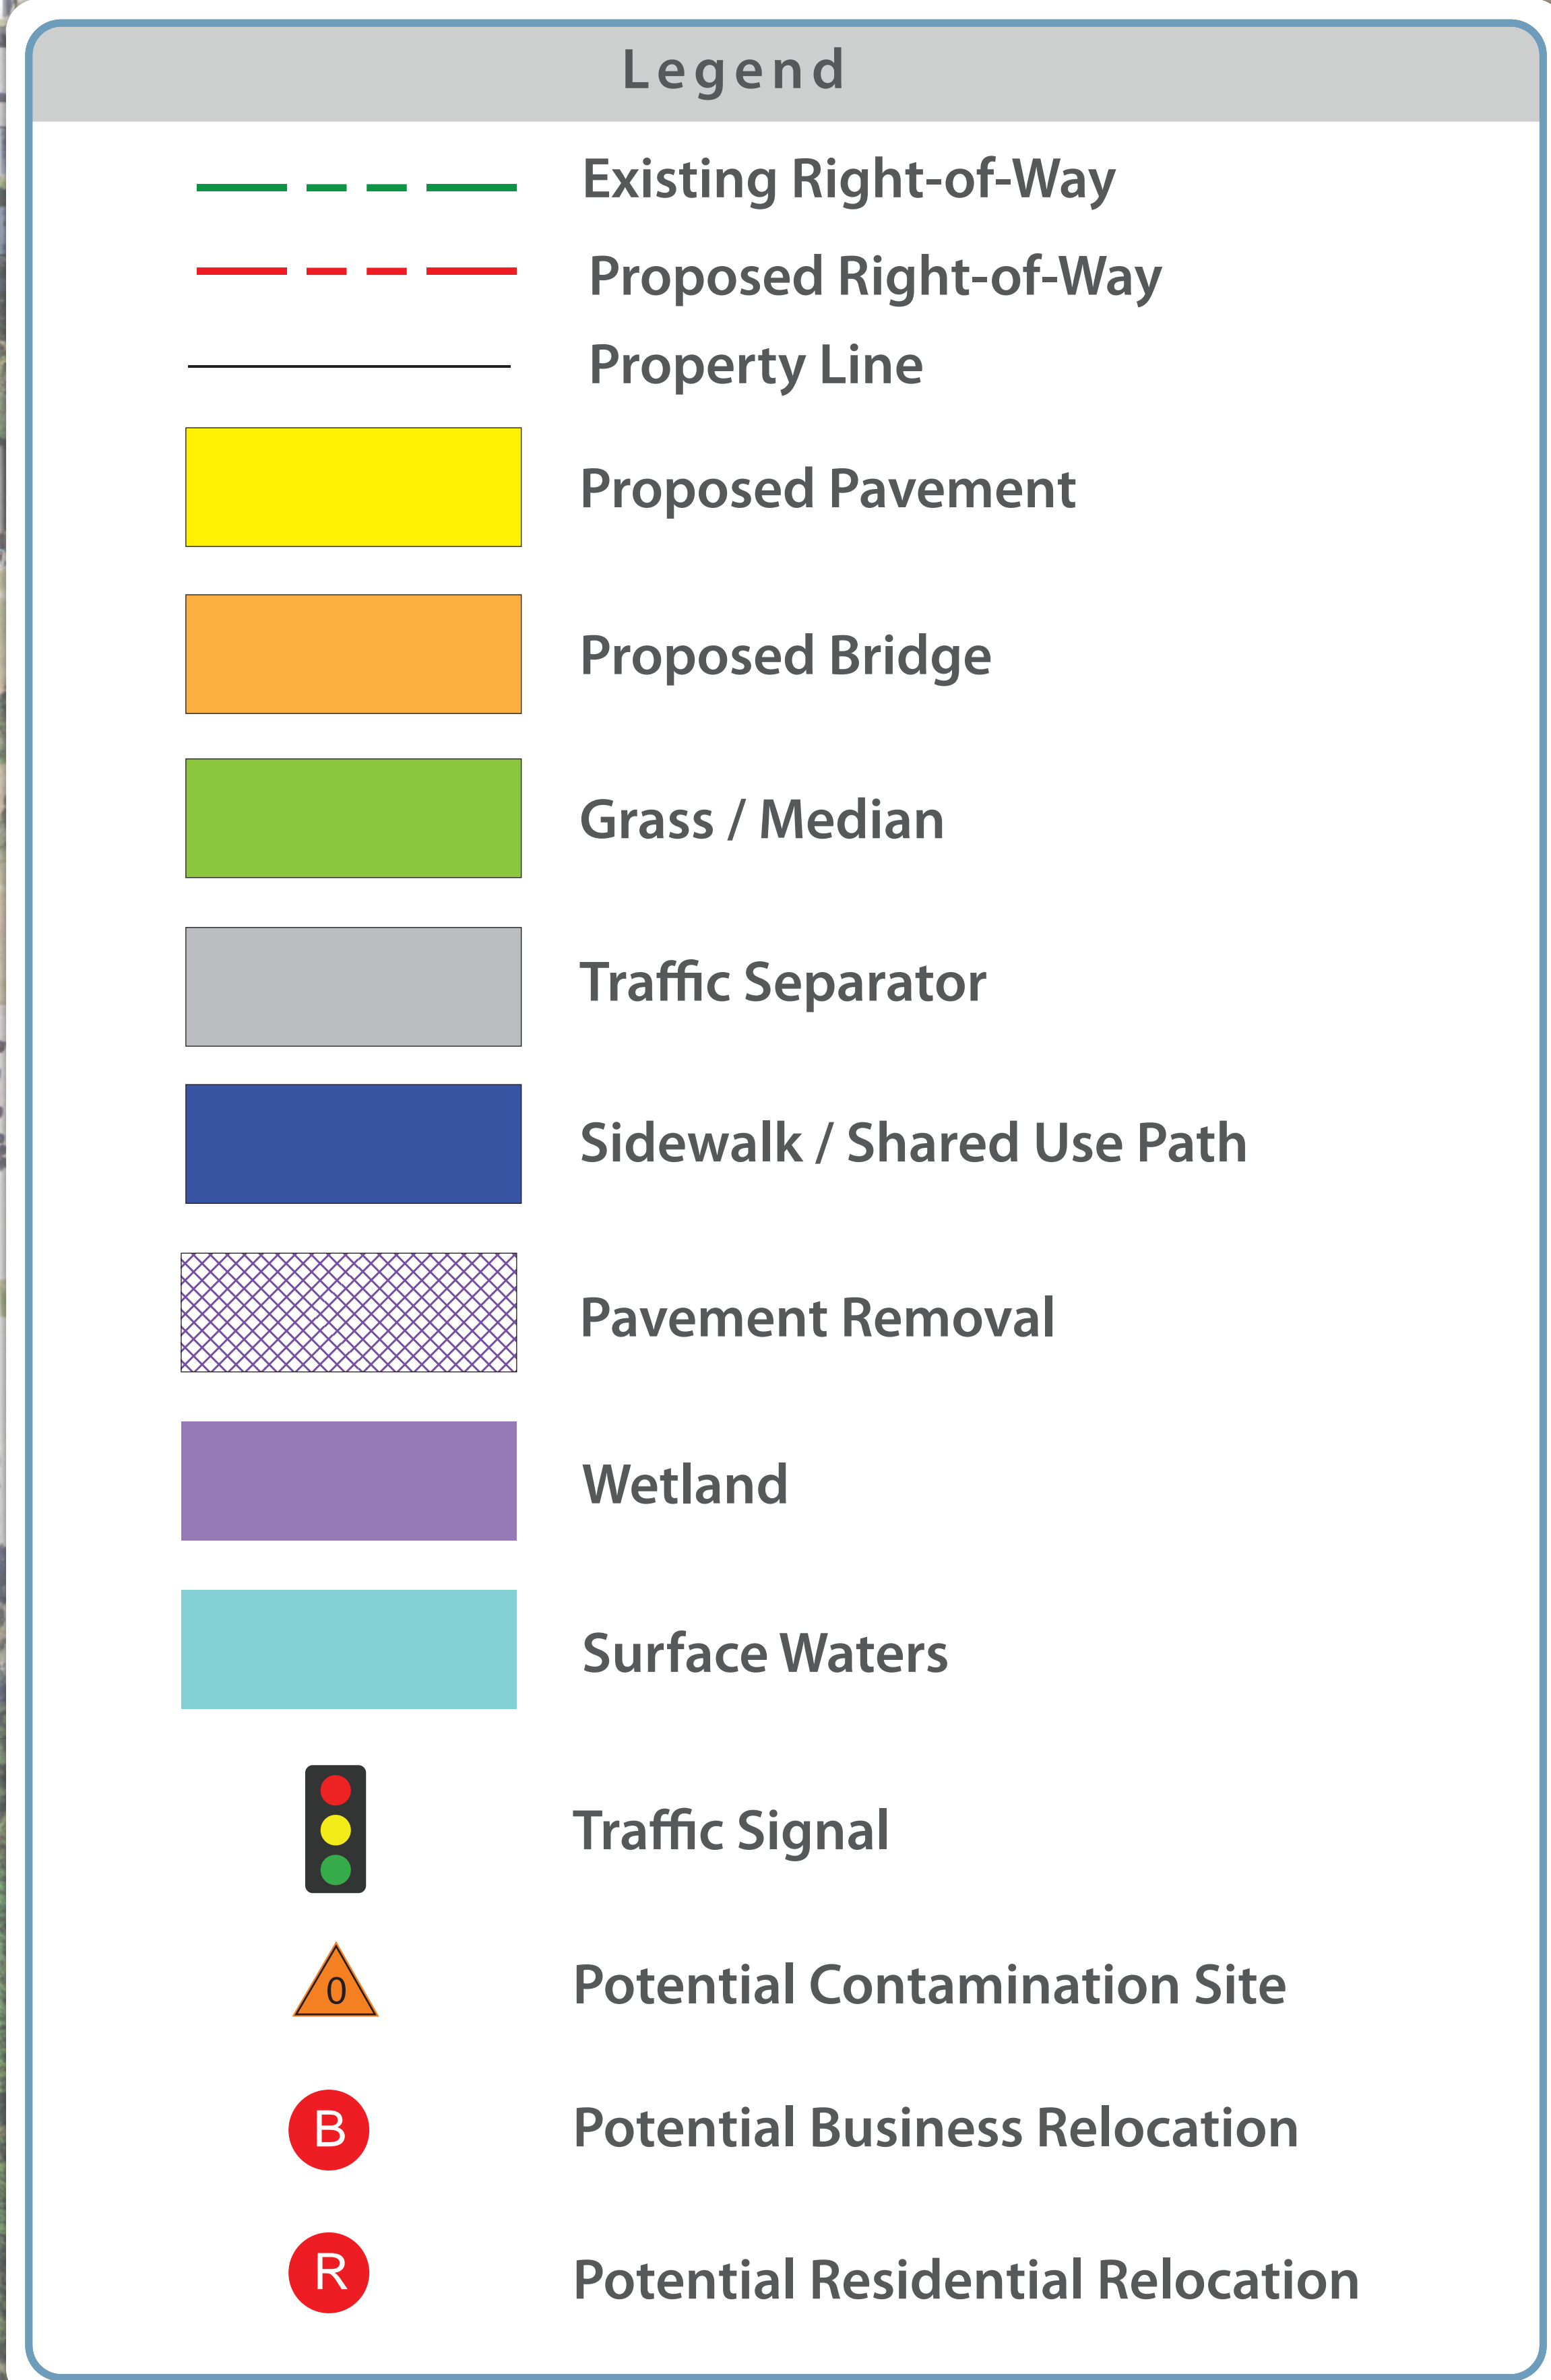 Legend
Existing Right-of-Way
Proposed Right-of-Way
Property Line
Proposed Pavement
Proposed Bridge
Grass / Median
Traffic Separator
Sidewalk / Shared Use Path
Pavement Removal
Wetland
Surface Waters
Traffic Signal
0 Potential Contamination Site
B Potential Business Relocation
R Potential Residential Relocation